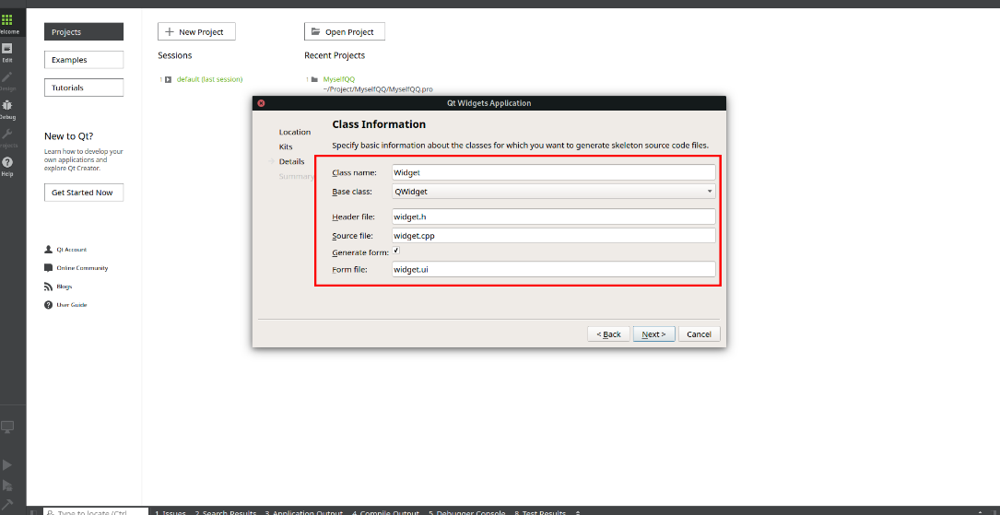 Welcome
Edit
Design
Debug
Projects
Help
Projects
Examples
Tutorials
New to Qt?
Learn how to develop your
own applications and
explore Qt Creator.
Get Started Now
Qt Account
Online Community
Blogs
User Guide
New Project
Open Project
Sessions
Recent Projects
1 default (last session)
1 MyselfQQ
~/Project/MyselfQQ/MyselfQQ.pro
Qt Widgets Application
Location
Kits
Details
Summary
Class Information
Specify basic information about the classes for which you want to generate skeleton source code files.
Class name: Widget
Base class: QWidget
Header file: widget.h
Source file: widget.cpp
Generate form:
Form file: widget.ui
< Back Next > Cancel
Type to locate (Ctrl
1 Issues 2 Search Results 3 Application Output 4 Compile Output 5 Debugger Console 8 Test Results